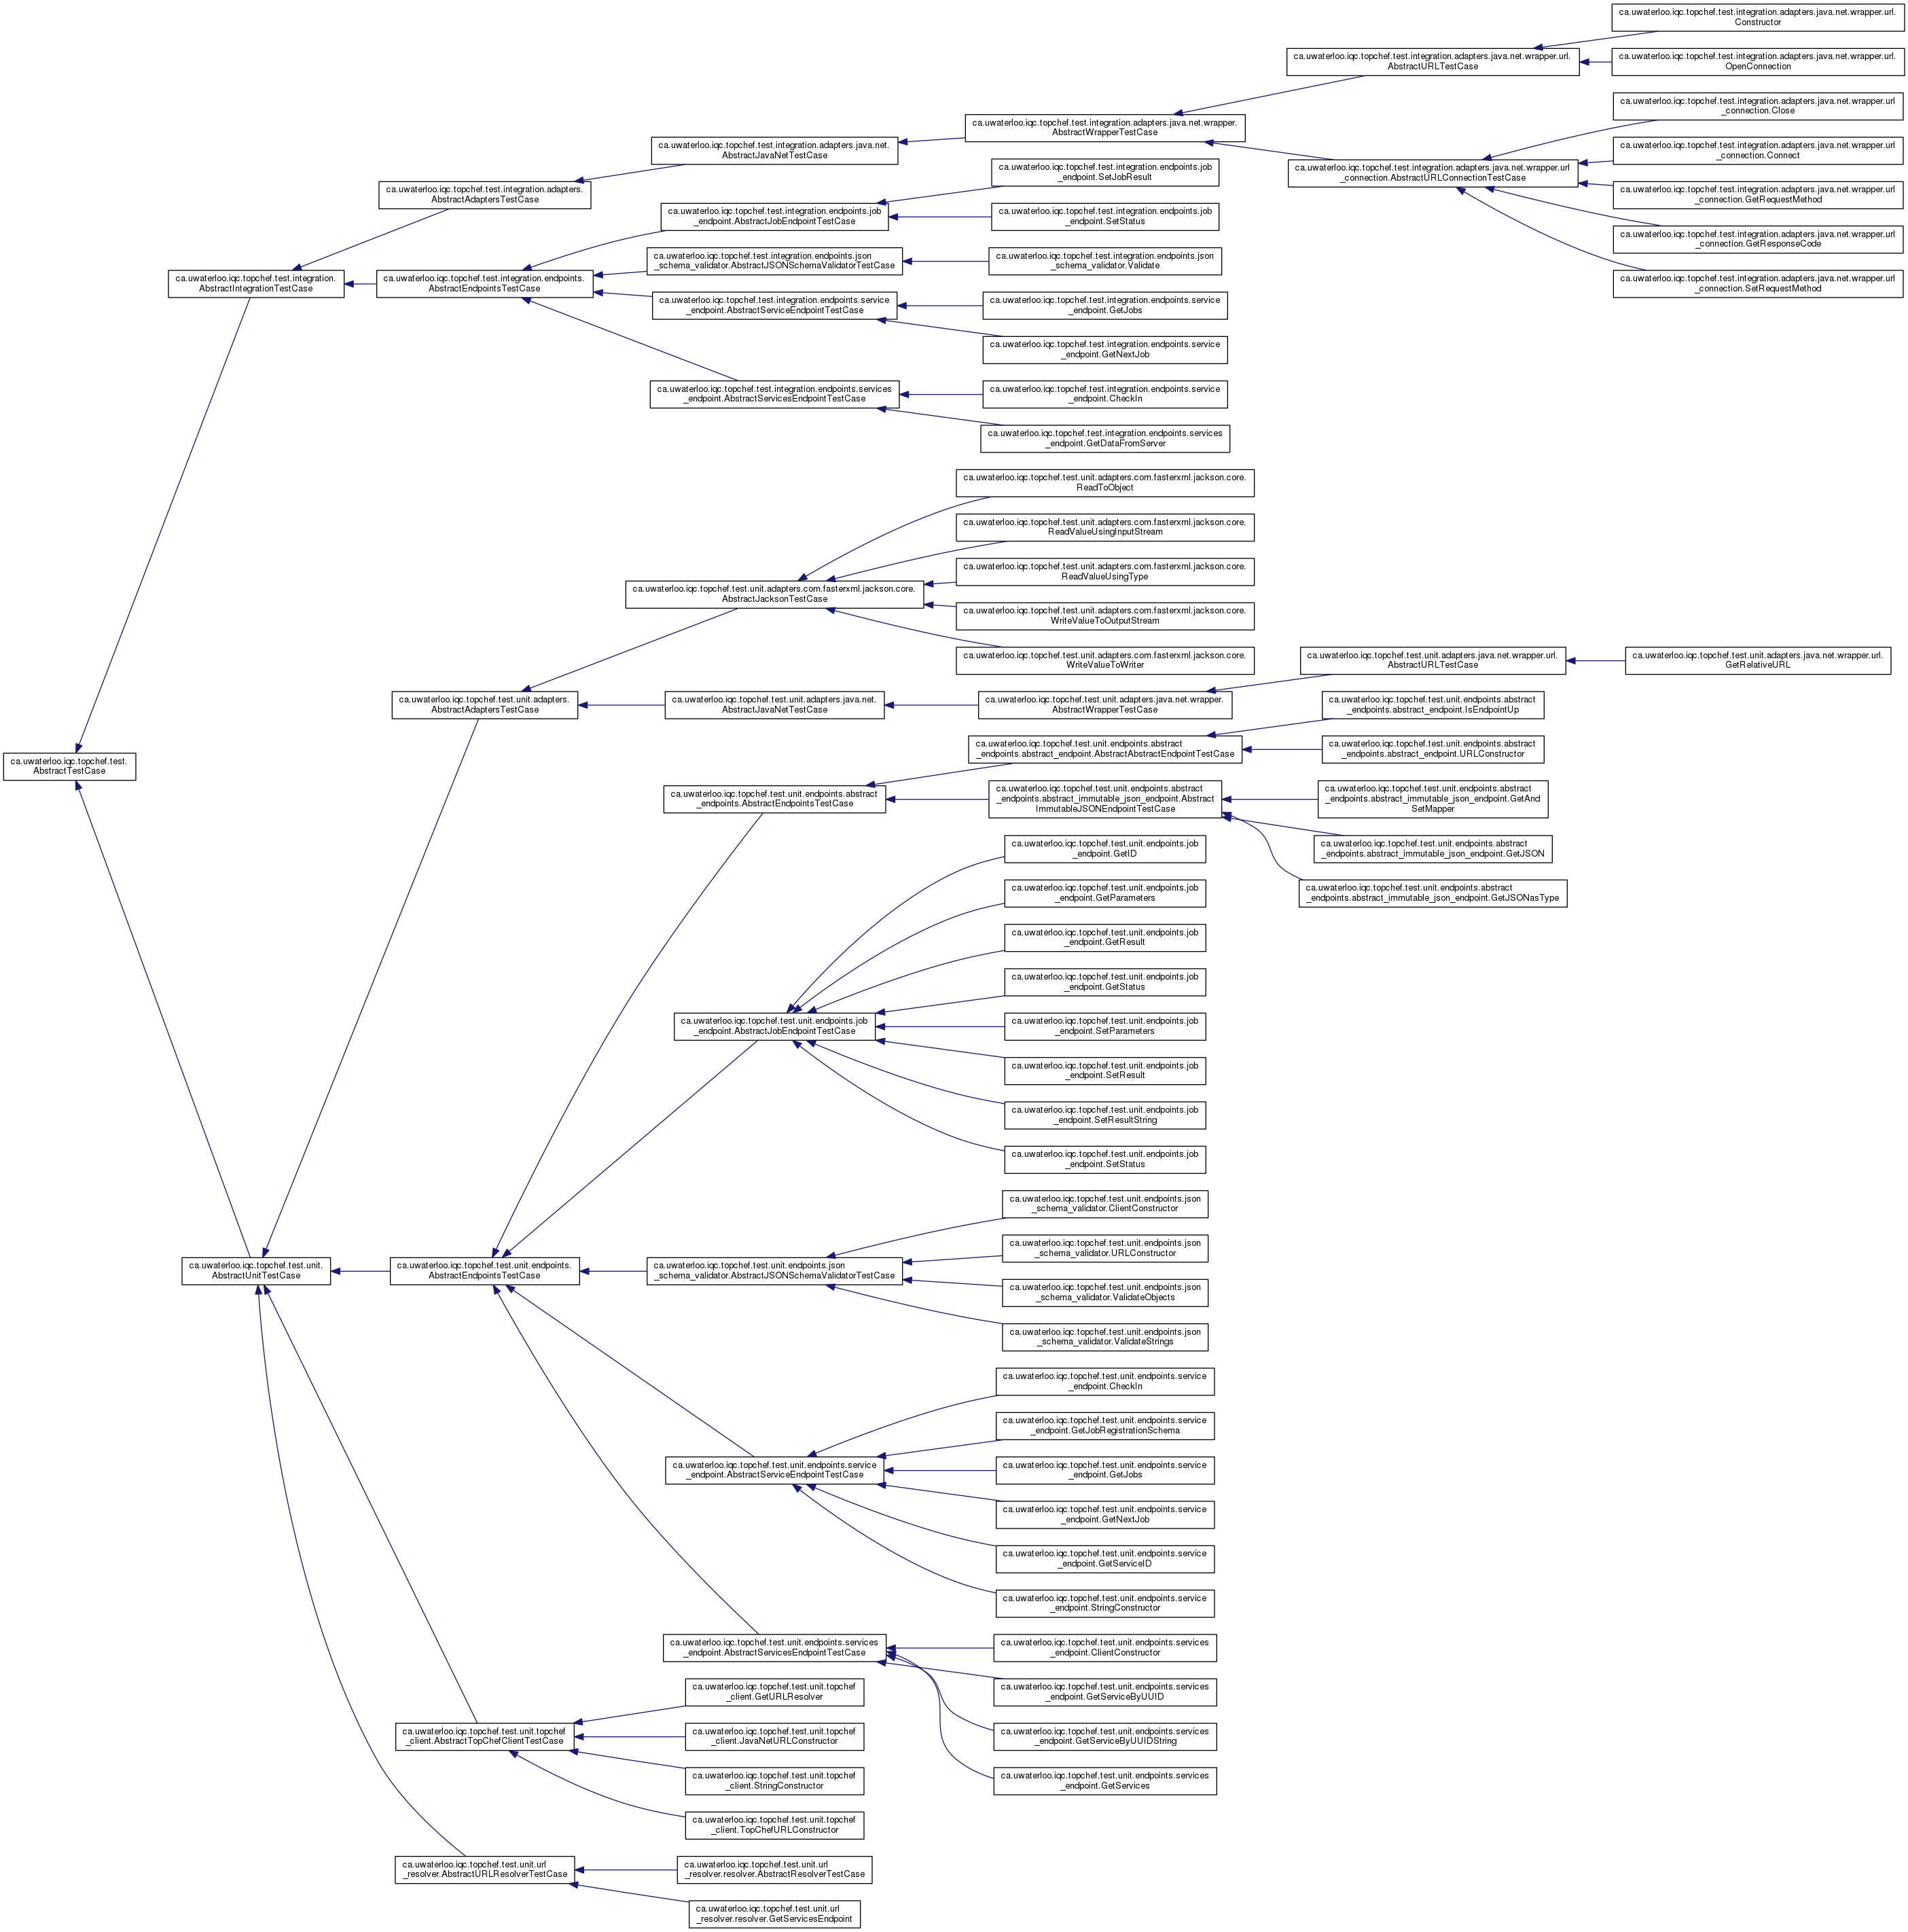 ca.uwaterloo.iqc.topchef.test.integration.adapters.java.net.wrapper.url.
Constructor
ca.uwaterloo.iqc.topchef.test.integration.adapters.java.net.wrapper.url.
AbstractURLTestCase
ca.uwaterloo.iqc.topchef.test.integration.adapters.java.net.wrapper.url.
OpenConnection
ca.uwaterloo.iqc.topchef.test.integration.adapters.java.net.wrapper.url
_connection.Close
ca.uwaterloo.iqc.topchef.test.integration.adapters.java.net.wrapper.
AbstractWrapperTestCase
ca.uwaterloo.iqc.topchef.test.integration.adapters.java.net.
AbstractJavaNetTestCase
ca.uwaterloo.iqc.topchef.test.integration.adapters.java.net.wrapper.url
_connection.Connect
ca.uwaterloo.iqc.topchef.test.integration.endpoints.job
_endpoint.SetJobResult
ca.uwaterloo.iqc.topchef.test.integration.adapters.java.net.wrapper.url
_connection.AbstractURLConnectionTestCase
ca.uwaterloo.iqc.topchef.test.integration.adapters.
AbstractAdaptersTestCase
ca.uwaterloo.iqc.topchef.test.integration.adapters.java.net.wrapper.url
_connection.GetRequestMethod
ca.uwaterloo.iqc.topchef.test.integration.endpoints.job
_endpoint.AbstractJobEndpointTestCase
ca.uwaterloo.iqc.topchef.test.integration.endpoints.job
_endpoint.SetStatus
ca.uwaterloo.iqc.topchef.test.integration.adapters.java.net.wrapper.url
_connection.GetResponseCode
ca.uwaterloo.iqc.topchef.test.integration.endpoints.json
_schema_validator.AbstractJSONSchemaValidatorTestCase
ca.uwaterloo.iqc.topchef.test.integration.endpoints.json
_schema_validator.Validate
ca.uwaterloo.iqc.topchef.test.integration.
AbstractIntegrationTestCase
ca.uwaterloo.iqc.topchef.test.integration.endpoints.
AbstractEndpointsTestCase
ca.uwaterloo.iqc.topchef.test.integration.adapters.java.net.wrapper.url
_connection.SetRequestMethod
ca.uwaterloo.iqc.topchef.test.integration.endpoints.service
_endpoint.AbstractServiceEndpointTestCase
ca.uwaterloo.iqc.topchef.test.integration.endpoints.service
_endpoint.GetJobs
ca.uwaterloo.iqc.topchef.test.integration.endpoints.service
_endpoint.GetNextJob
ca.uwaterloo.iqc.topchef.test.integration.endpoints.services
_endpoint.AbstractServicesEndpointTestCase
ca.uwaterloo.iqc.topchef.test.integration.endpoints.service
_endpoint.CheckIn
ca.uwaterloo.iqc.topchef.test.integration.endpoints.services
_endpoint.GetDataFromServer
ca.uwaterloo.iqc.topchef.test.unit.adapters.com.fasterxml.jackson.core.
ReadToObject
ca.uwaterloo.iqc.topchef.test.unit.adapters.com.fasterxml.jackson.core.
ReadValueUsingInputStream
ca.uwaterloo.iqc.topchef.test.unit.adapters.com.fasterxml.jackson.core.
ReadValueUsingType
ca.uwaterloo.iqc.topchef.test.unit.adapters.com.fasterxml.jackson.core.
AbstractJacksonTestCase
ca.uwaterloo.iqc.topchef.test.unit.adapters.com.fasterxml.jackson.core.
WriteValueToOutputStream
ca.uwaterloo.iqc.topchef.test.unit.adapters.com.fasterxml.jackson.core.
WriteValueToWriter
ca.uwaterloo.iqc.topchef.test.unit.adapters.java.net.wrapper.url.
AbstractURLTestCase
ca.uwaterloo.iqc.topchef.test.unit.adapters.java.net.wrapper.url.
GetRelativeURL
ca.uwaterloo.iqc.topchef.test.unit.adapters.
AbstractAdaptersTestCase
ca.uwaterloo.iqc.topchef.test.unit.adapters.java.net.
AbstractJavaNetTestCase
ca.uwaterloo.iqc.topchef.test.unit.adapters.java.net.wrapper.
AbstractWrapperTestCase
ca.uwaterloo.iqc.topchef.test.unit.endpoints.abstract
_endpoints.abstract_endpoint.IsEndpointUp
ca.uwaterloo.iqc.topchef.test.unit.endpoints.abstract
_endpoints.abstract_endpoint.AbstractAbstractEndpointTestCase
ca.uwaterloo.iqc.topchef.test.unit.endpoints.abstract
_endpoints.abstract_endpoint.URLConstructor
ca.uwaterloo.iqc.topchef.test.
AbstractTestCase
ca.uwaterloo.iqc.topchef.test.unit.endpoints.abstract
_endpoints.AbstractEndpointsTestCase
ca.uwaterloo.iqc.topchef.test.unit.endpoints.abstract
_endpoints.abstract_immutable_json_endpoint.Abstract
ImmutableJSONEndpointTestCase
ca.uwaterloo.iqc.topchef.test.unit.endpoints.abstract
_endpoints.abstract_immutable_json_endpoint.GetAnd
SetMapper
ca.uwaterloo.iqc.topchef.test.unit.endpoints.abstract
_endpoints.abstract_immutable_json_endpoint.GetJSON
ca.uwaterloo.iqc.topchef.test.unit.endpoints.abstract
_endpoints.abstract_immutable_json_endpoint.GetJSONasType
ca.uwaterloo.iqc.topchef.test.unit.endpoints.job
_endpoint.GetID
ca.uwaterloo.iqc.topchef.test.unit.endpoints.job
_endpoint.GetParameters
ca.uwaterloo.iqc.topchef.test.unit.endpoints.job
_endpoint.GetResult
ca.uwaterloo.iqc.topchef.test.unit.endpoints.job
_endpoint.GetStatus
ca.uwaterloo.iqc.topchef.test.unit.endpoints.job
_endpoint.AbstractJobEndpointTestCase
ca.uwaterloo.iqc.topchef.test.unit.endpoints.job
_endpoint.SetParameters
ca.uwaterloo.iqc.topchef.test.unit.endpoints.job
_endpoint.SetResult
ca.uwaterloo.iqc.topchef.test.unit.endpoints.job
_endpoint.SetResultString
ca.uwaterloo.iqc.topchef.test.unit.endpoints.job
_endpoint.SetStatus
ca.uwaterloo.iqc.topchef.test.unit.endpoints.json
_schema_validator.ClientConstructor
ca.uwaterloo.iqc.topchef.test.unit.endpoints.json
_schema_validator.URLConstructor
ca.uwaterloo.iqc.topchef.test.unit.
AbstractUnitTestCase
ca.uwaterloo.iqc.topchef.test.unit.endpoints.
AbstractEndpointsTestCase
ca.uwaterloo.iqc.topchef.test.unit.endpoints.json
_schema_validator.AbstractJSONSchemaValidatorTestCase
ca.uwaterloo.iqc.topchef.test.unit.endpoints.json
_schema_validator.ValidateObjects
ca.uwaterloo.iqc.topchef.test.unit.endpoints.json
_schema_validator.ValidateStrings
ca.uwaterloo.iqc.topchef.test.unit.endpoints.service
_endpoint.CheckIn
ca.uwaterloo.iqc.topchef.test.unit.endpoints.service
_endpoint.GetJobRegistrationSchema
ca.uwaterloo.iqc.topchef.test.unit.endpoints.service
_endpoint.AbstractServiceEndpointTestCase
ca.uwaterloo.iqc.topchef.test.unit.endpoints.service
_endpoint.GetJobs
ca.uwaterloo.iqc.topchef.test.unit.endpoints.service
_endpoint.GetNextJob
ca.uwaterloo.iqc.topchef.test.unit.endpoints.service
_endpoint.GetServiceID
ca.uwaterloo.iqc.topchef.test.unit.endpoints.service
_endpoint.StringConstructor
ca.uwaterloo.iqc.topchef.test.unit.endpoints.services
_endpoint.AbstractServicesEndpointTestCase
ca.uwaterloo.iqc.topchef.test.unit.endpoints.services
_endpoint.ClientConstructor
ca.uwaterloo.iqc.topchef.test.unit.topchef
_client.GetURLResolver
ca.uwaterloo.iqc.topchef.test.unit.endpoints.services
_endpoint.GetServiceByUUID
ca.uwaterloo.iqc.topchef.test.unit.topchef
_client.AbstractTopChefClientTestCase
ca.uwaterloo.iqc.topchef.test.unit.topchef
_client.JavaNetURLConstructor
ca.uwaterloo.iqc.topchef.test.unit.endpoints.services
_endpoint.GetServiceByUUIDString
ca.uwaterloo.iqc.topchef.test.unit.topchef
_client.StringConstructor
ca.uwaterloo.iqc.topchef.test.unit.endpoints.services
_endpoint.GetServices
ca.uwaterloo.iqc.topchef.test.unit.topchef
_client.TopChefURLConstructor
ca.uwaterloo.iqc.topchef.test.unit.url
_resolver.AbstractURLResolverTestCase
ca.uwaterloo.iqc.topchef.test.unit.url
_resolver.resolver.AbstractResolverTestCase
ca.uwaterloo.iqc.topchef.test.unit.url
_resolver.resolver.GetServicesEndpoint